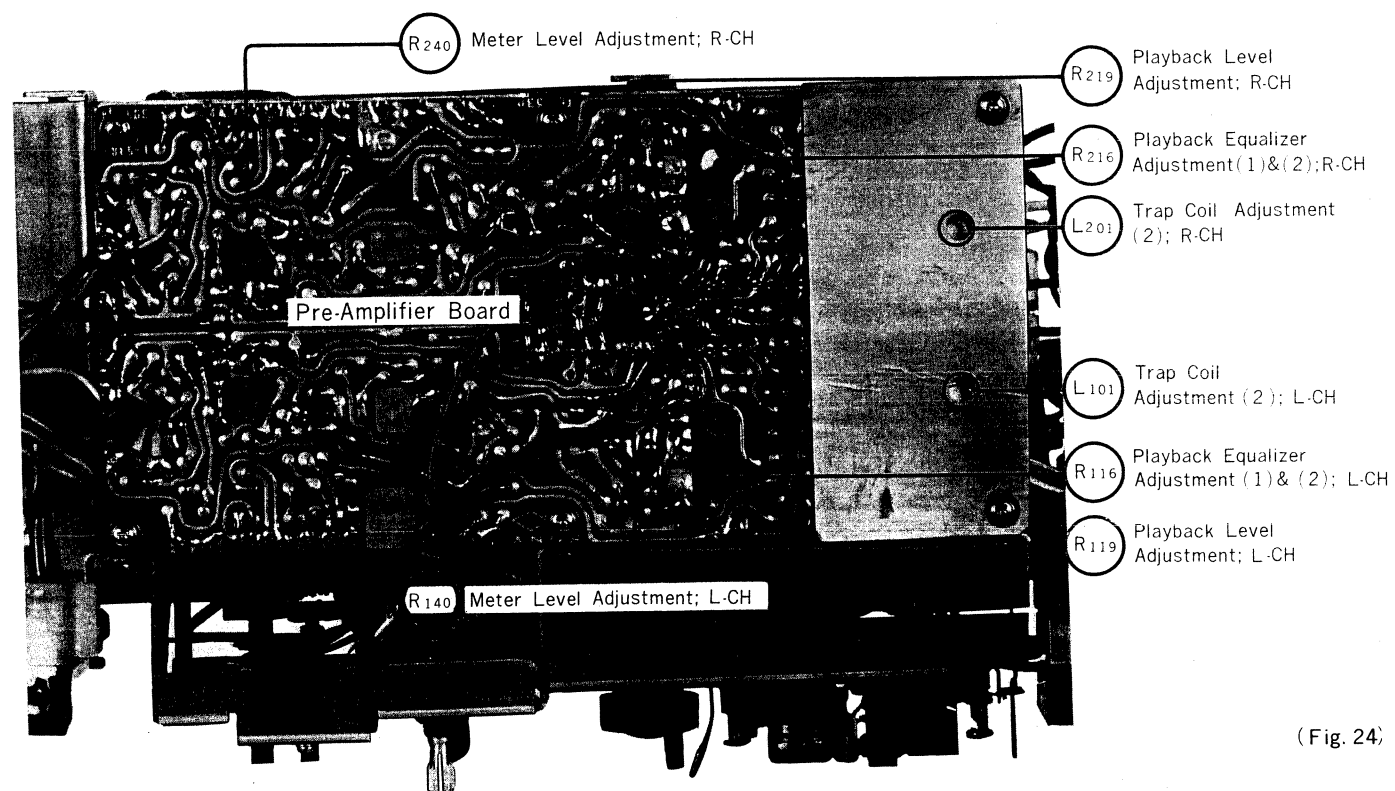 R240 Meter Level Adjustment; R-CH
R219 Playback Level
Adjustment; R-CH
R216 Playback Equalizer
Adjustment(1)&(2);R-CH
L201 Trap Coil Adjustment
(2); R-CH
Pre-Amplifier Board
L101 Trap Coil
Adjustment (2); L-CH
R116 Playback Equalizer
Adjustment (1)& (2); L-CH
R119 Playback Level
Adjustment; L-CH
R140 Meter Level Adjustment; L-CH
(Fig. 24)